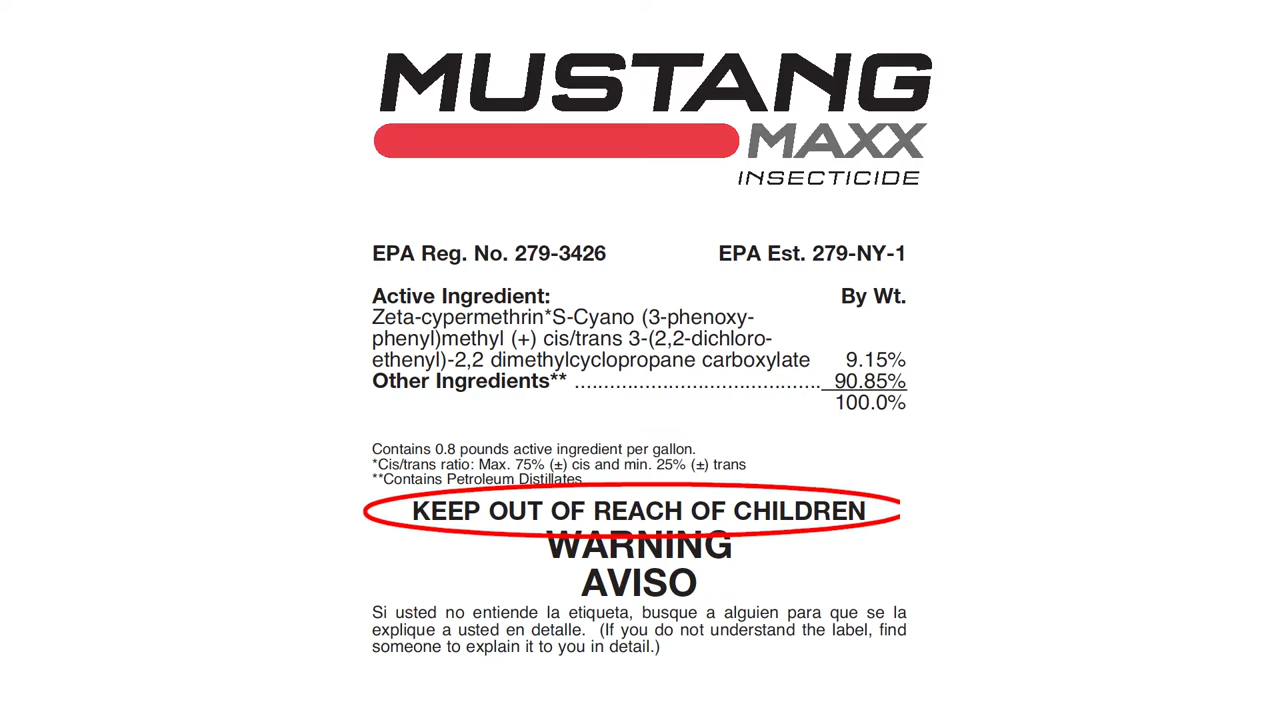 MUSTANG
MAXX
INSECTICIDE
EPA Reg. No. 279-3426 EPA Est. 279-NY-1
Active Ingredient: By Wt.
Zeta-cypermethrin*S-Cyano (3-phenoxy-
phenyl)methyl (+) cis/trans 3-(2,2-dichloro-
ethenyl)-2,2 dimethylcyclopropane carboxylate 9.15%
Other Ingredients** .......................................... 90.85%
100.0%
Contains 0.8 pounds active ingredient per gallon.
*Cis/trans ratio: Max. 75% (±) cis and min. 25% (±) trans
**Contains Petroleum Distillates
KEEP OUT OF REACH OF CHILDREN
WARNING
AVISO
Si usted no entiende la etiqueta, busque a alguien para que se la
explique a usted en detalle. (If you do not understand the label, find
someone to explain it to you in detail.)